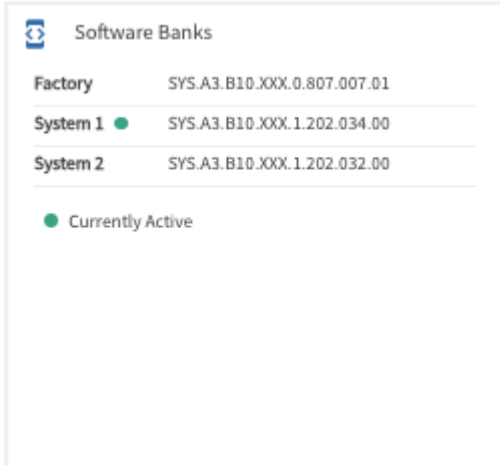 Software Banks
Factory SYS.A3.B10.XXX.0.807.007.01
System 1 SYS.A3.B10.XXX.1.202.034.00
System 2 SYS.A3.B10.XXX.1.202.032.00
Currently Active